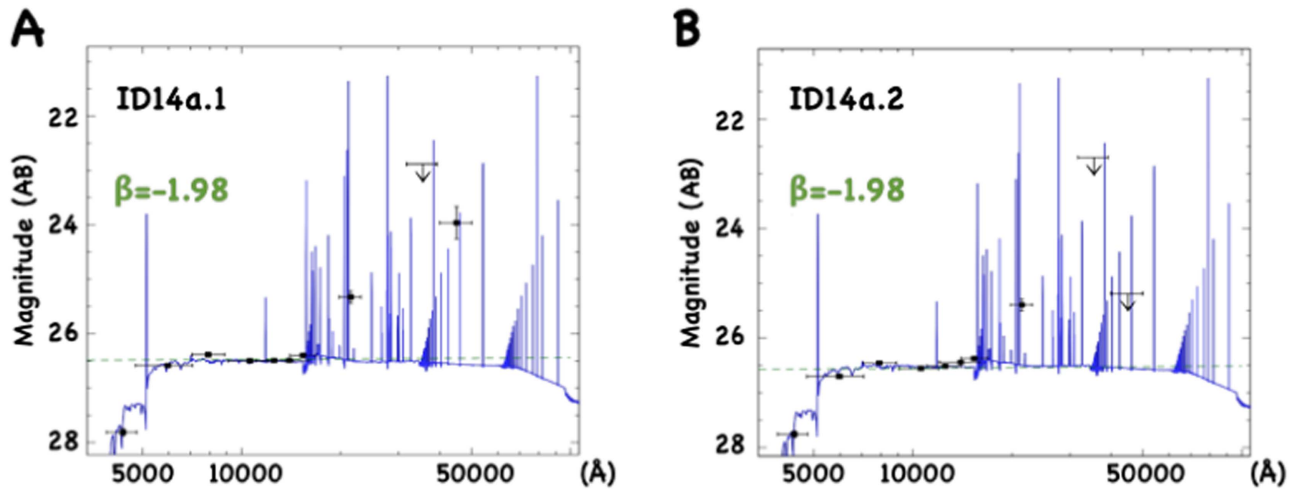 A
ID14a.1
β=-1.98
Magnitude (AB)
22
24
26
28
5000
10000
50000
(Å)
B
ID14a.2
β=-1.98
Magnitude (AB)
22
24
26
28
5000
10000
50000
(Å)